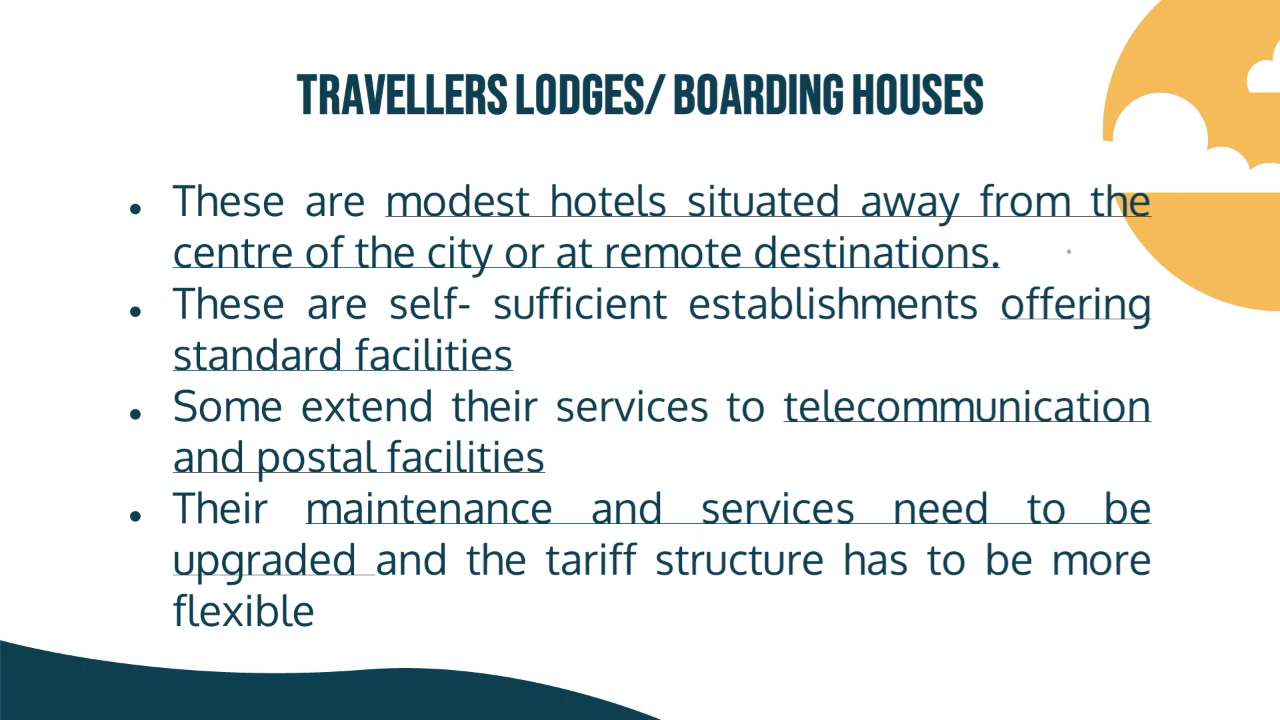 TRAVELLERS LODGES/ BOARDING HOUSES
• These are modest hotels situated away from the
centre of the city or at remote destinations.
• These are self- sufficient establishments offering
standard facilities
• Some extend their services to telecommunication
and postal facilities
• Their maintenance and services need to be
upgraded and the tariff structure has to be more
flexible